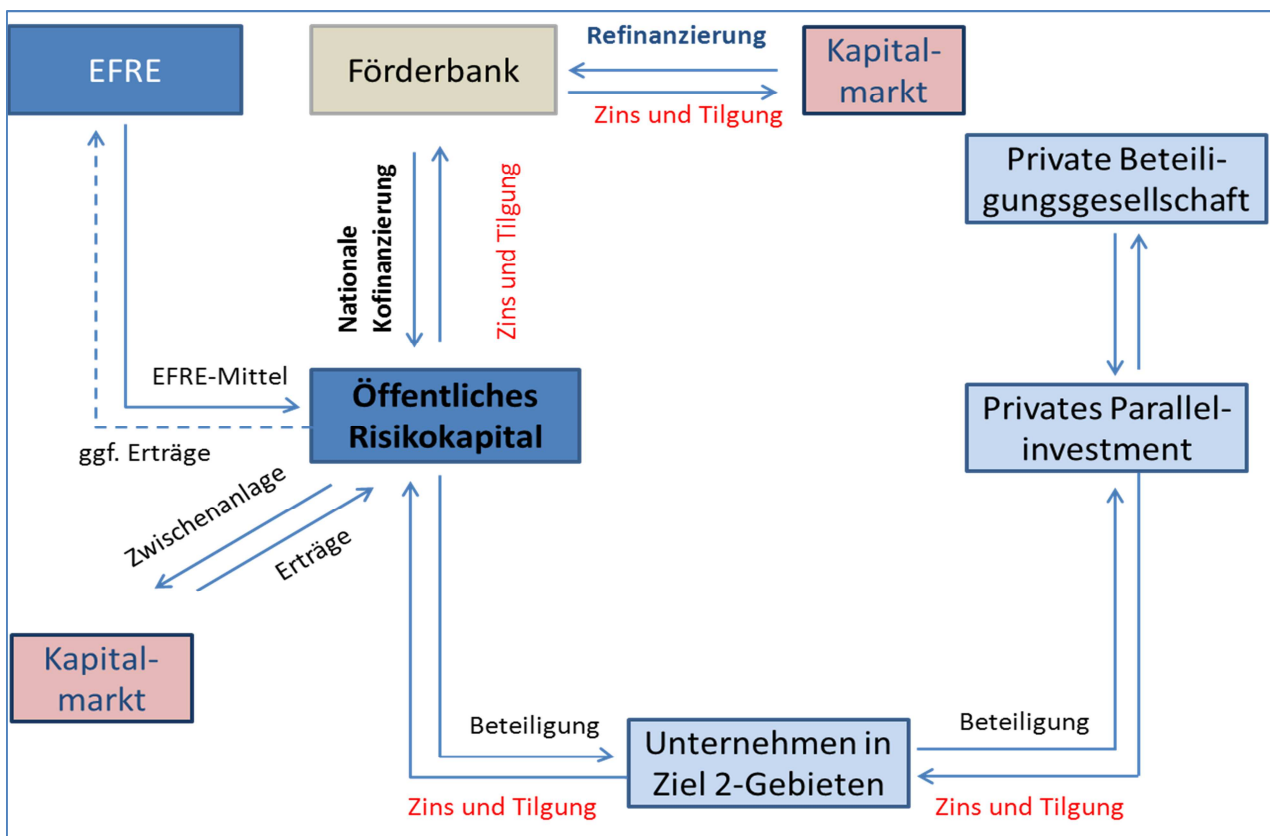 EFRE
Förderbank
Refinanzierung
Zins und Tilgung
Kapital-
markt
Private Beteili-
gungsgesellschaft
Nationale
Kofinanzierung
Zins und Tilgung
EFRE-Mittel
ggf. Erträge
Öffentliches
Risikokapital
Privates Parallel-
investment
Zwischenanlage
Erträge
Kapital-
markt
Beteiligung
Zins und Tilgung
Unternehmen in
Ziel 2-Gebieten
Beteiligung
Zins und Tilgung